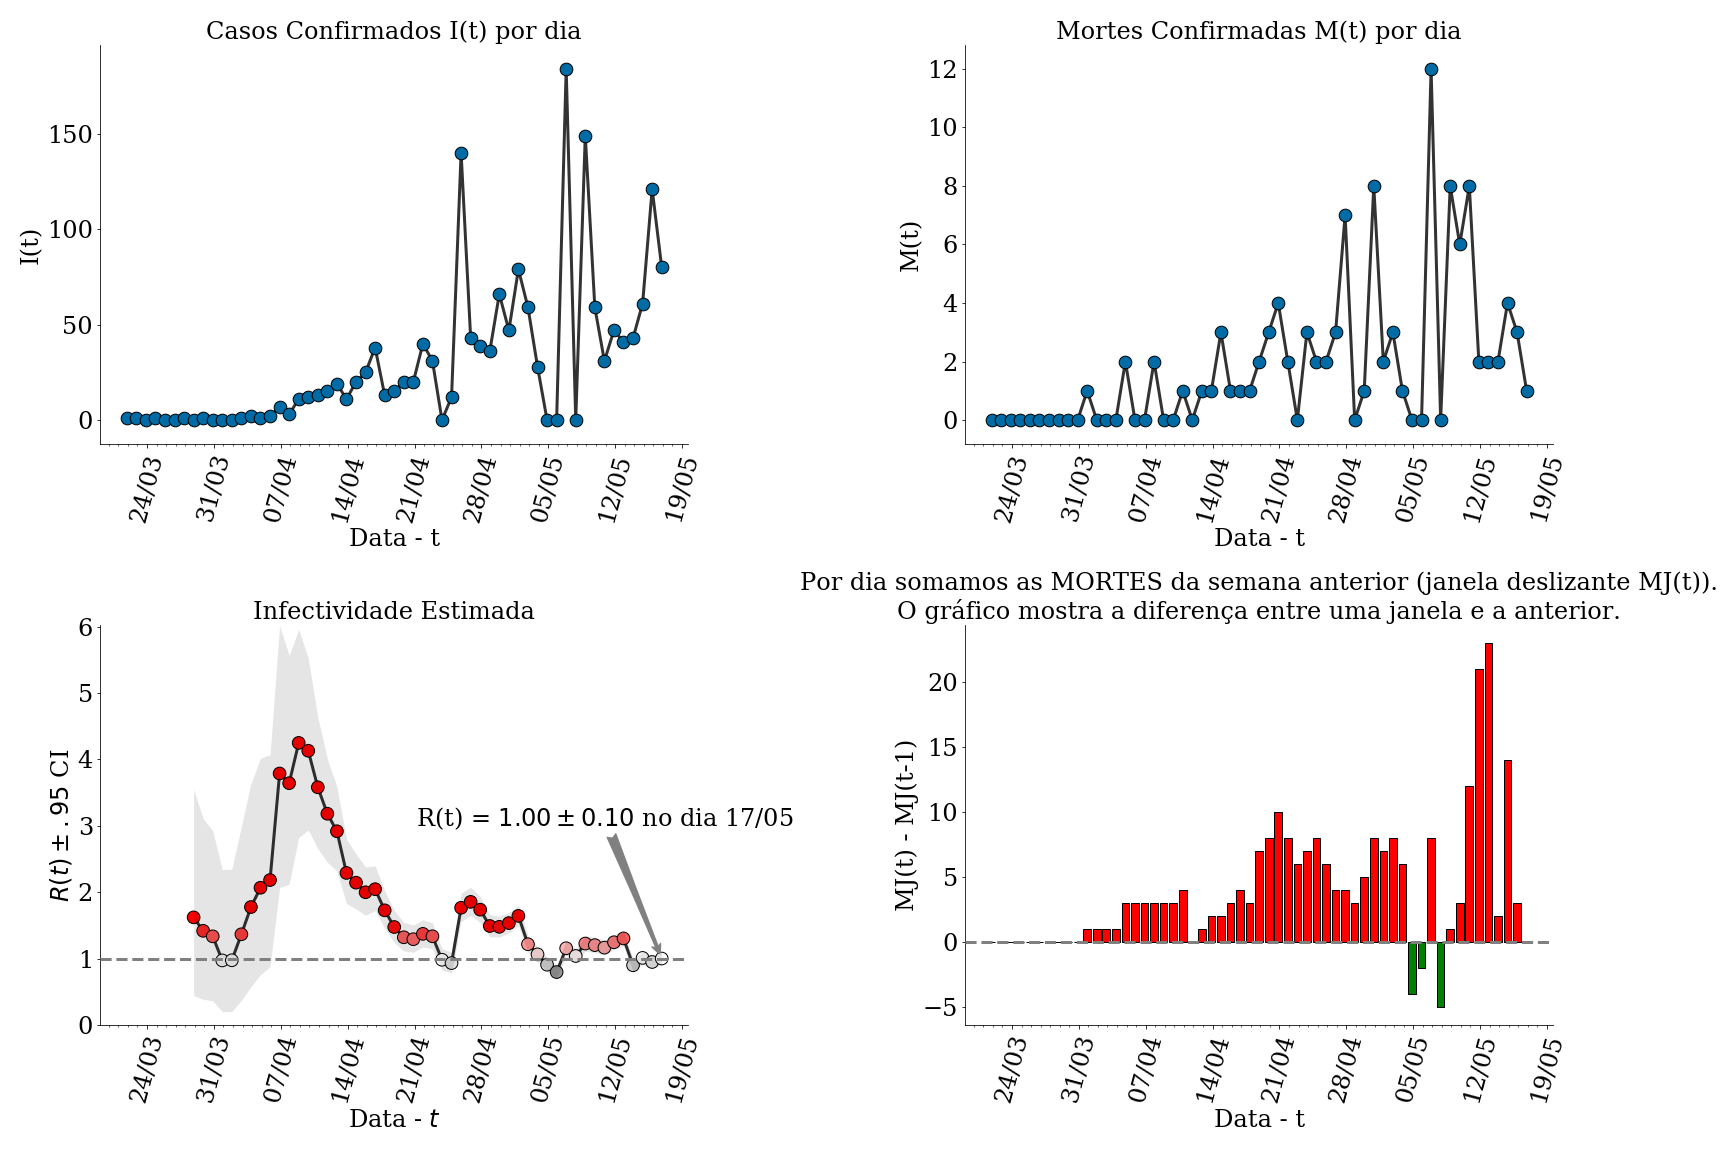 Casos Confirmados I(t) por dia
I(t)
150
100
50
0
24/03 31/03 07/04 14/04 21/04 28/04 05/05 12/05 19/05
Data - t
Mortes Confirmadas M(t) por dia
M(t)
12
10
8
6
4
2
0
24/03 31/03 07/04 14/04 21/04 28/04 05/05 12/05 19/05
Data - t
Infectividade Estimada
R(t) ± .95 CI
6
5
4
3
2
1
0
R(t) = 1.00 ± 0.10 no dia 17/05
24/03 31/03 07/04 14/04 21/04 28/04 05/05 12/05 19/05
Data - t
Por dia somamos as MORTES da semana anterior (janela deslizante MJ(t)).
O gráfico mostra a diferença entre uma janela e a anterior.
MJ(t) - MJ(t-1)
20
15
10
5
0
−5
24/03 31/03 07/04 14/04 21/04 28/04 05/05 12/05 19/05
Data - t